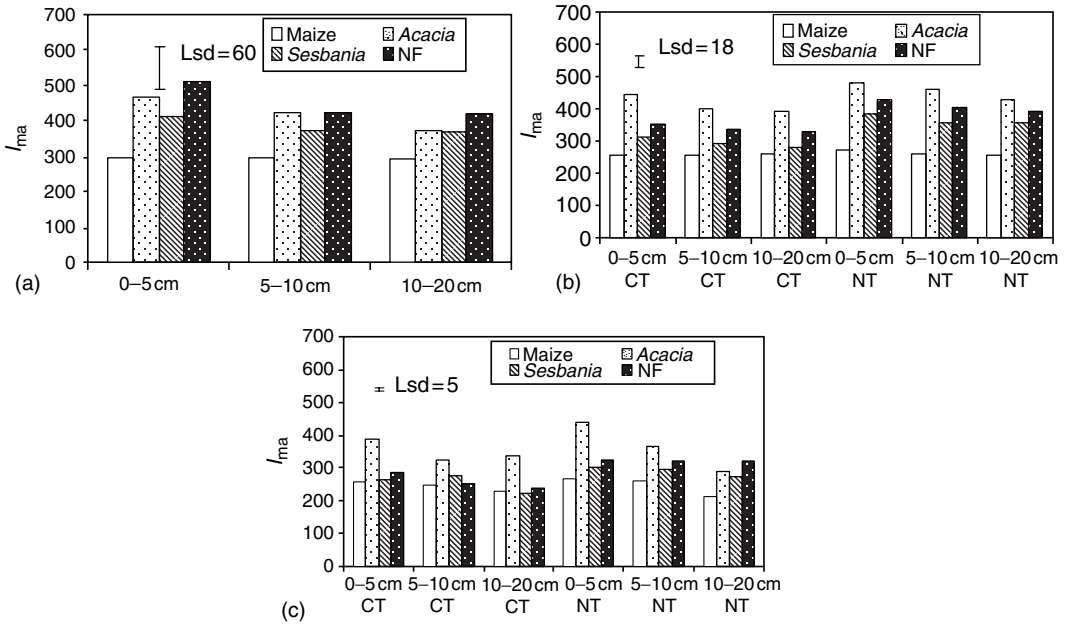 700
600
500
400
300
200
100
0
I_ma
Lsd=60
Maize
Acacia
Sesbania
NF
0–5 cm
5–10 cm
10–20 cm
(a)
700
600
500
400
300
200
100
0
I_ma
Lsd=18
Maize
Acacia
Sesbania
NF
0–5 cm 5–10 cm 10–20 cm 0–5 cm 5–10 cm 10–20 cm
CT CT CT NT NT NT
(b)
700
600
500
400
300
200
100
0
I_ma
Lsd=5
Maize
Acacia
Sesbania
NF
0–5 cm 5–10 cm 10–20 cm 0–5 cm 5–10 cm 10–20 cm
CT CT CT NT NT NT
(c)